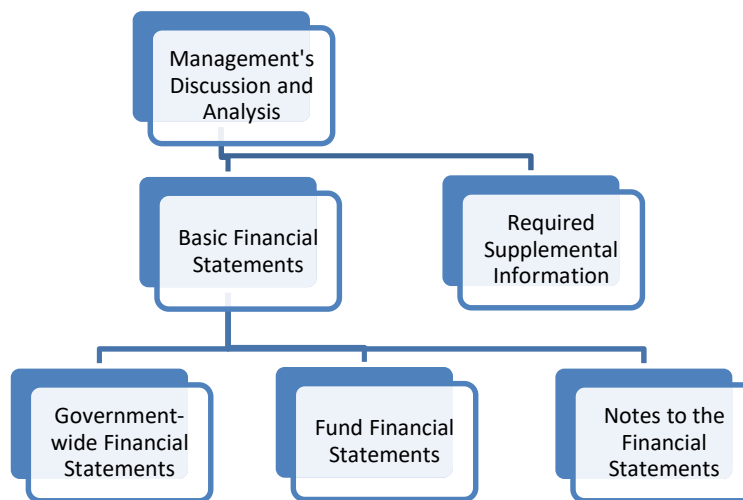 Management's
Discussion and
Analysis
Basic Financial
Statements
Required
Supplemental
Information
Government-
wide Financial
Statements
Fund Financial
Statements
Notes to the
Financial
Statements